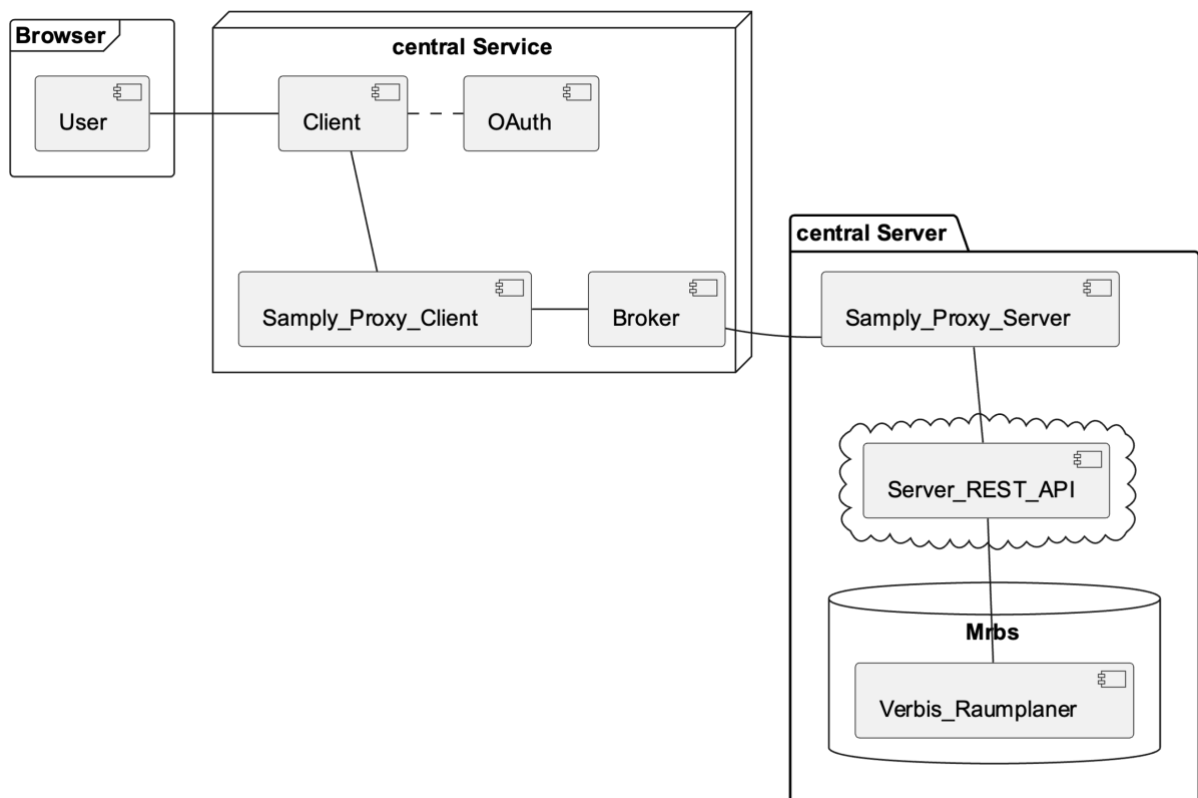 Browser
User
central Service
Client
OAuth
Samply_Proxy_Client
Broker
central Server
Samply_Proxy_Server
Server_REST_API
Mrbs
Verbis_Raumplaner